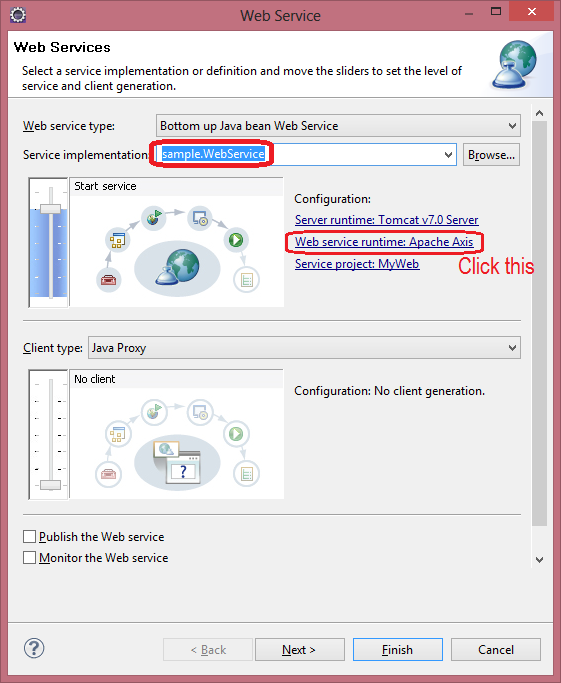 Web Service
Web Services
Select a service implementation or definition and move the sliders to set the level of
service and client generation.
Web service type: Bottom up Java bean Web Service
Service implementation: sample.WebService Browse...
Start service
Configuration:
Server runtime: Tomcat v7.0 Server
Web service runtime: Apache Axis
Click this
Service project: MyWeb
Client type: Java Proxy
No client
Configuration: No client generation.
?
Publish the Web service
Monitor the Web service
? < Back Next > Finish Cancel